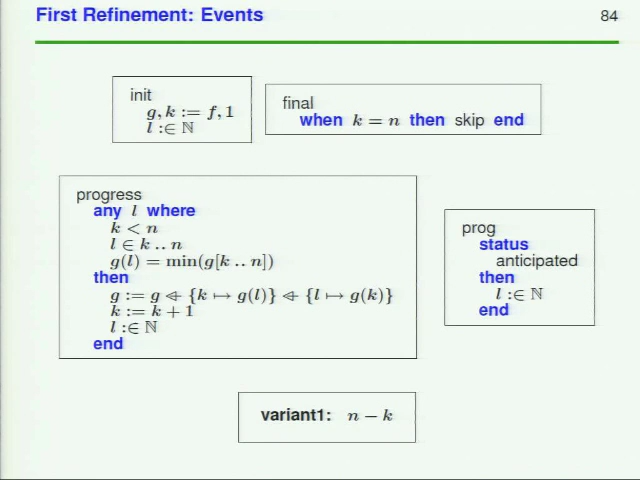 First Refinement: Events
84
init
g, k := f, 1
l :∈ ℕ
final
when k = n then skip end
progress
any l where
k < n
l ∈ k .. n
g(l) = min(g[k .. n])
then
g := g ⩤ {k ↦ g(l)} ⩤ {l ↦ g(k)}
k := k + 1
l :∈ ℕ
end
prog
status
anticipated
then
l :∈ ℕ
end
variant1: n − k